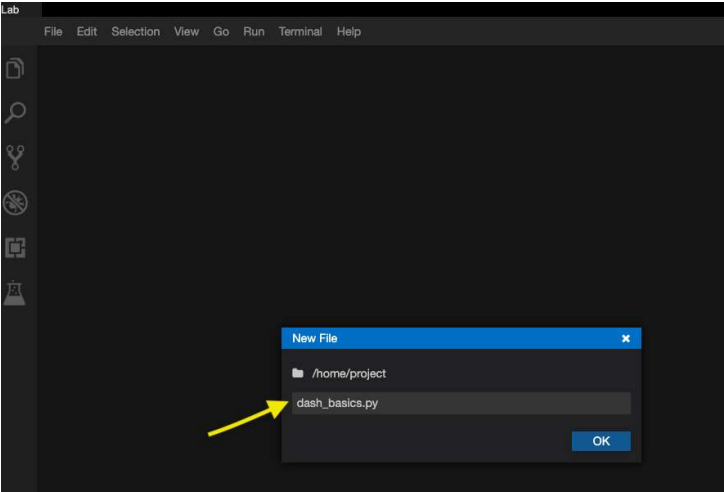 Lab
File Edit Selection View Go Run Terminal Help
New File
/home/project
dash_basics.py
OK